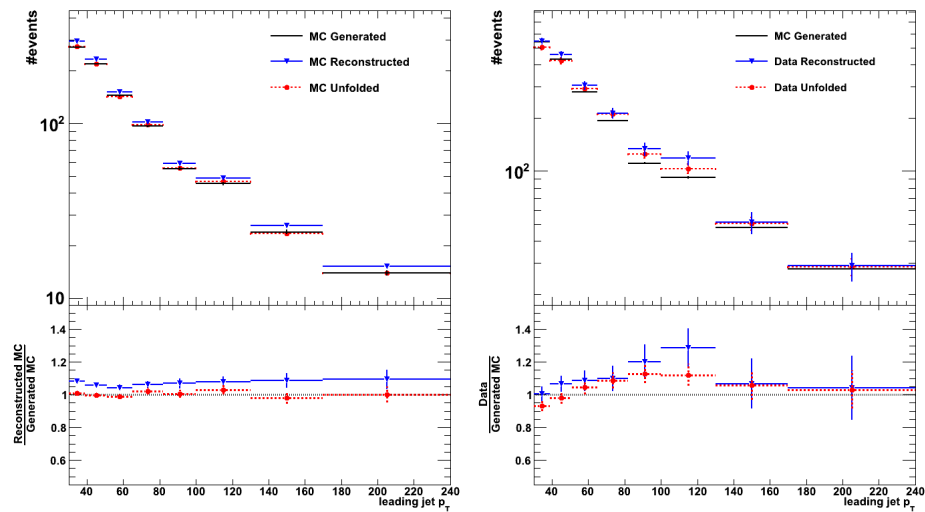 #events
10²
10
MC Generated
MC Reconstructed
MC Unfolded
Reconstructed MC
Generated MC
1.4
1.2
1
0.8
0.6
40 60 80 100 120 140 160 180 200 220 240
leading jet p_T
#events
10²
MC Generated
Data Reconstructed
Data Unfolded
Data
Generated MC
1.4
1.2
1
0.8
0.6
40 60 80 100 120 140 160 180 200 220 240
leading jet p_T